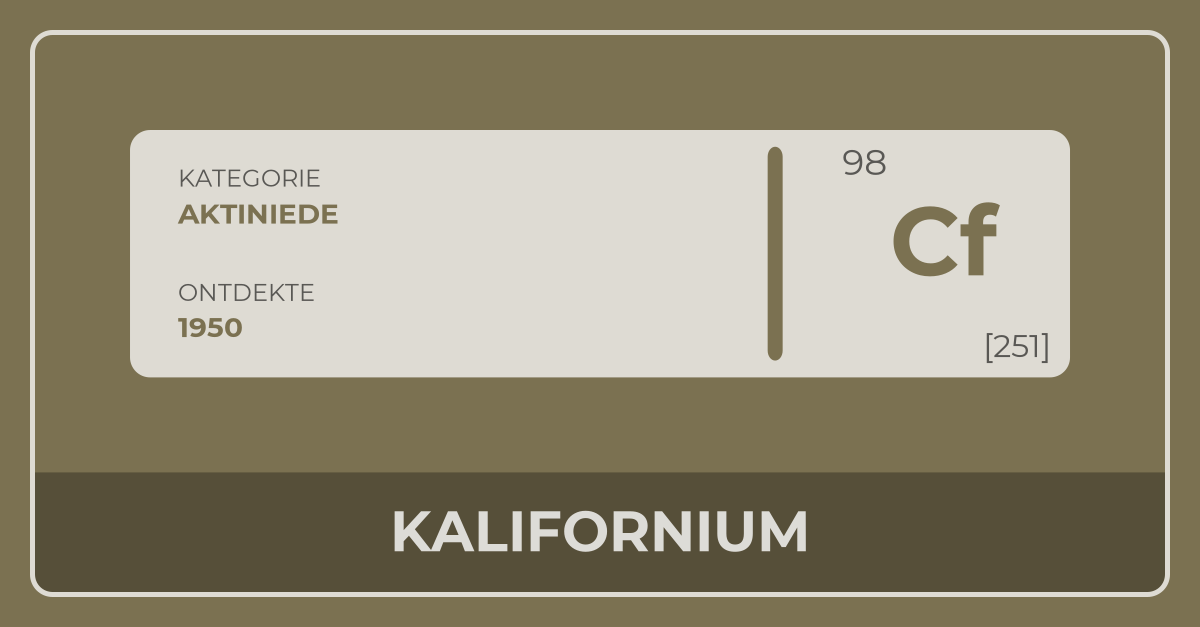 KATEGORIE
AKTINIEDE
ONTDEKTE
1950
98
Cf
[251]
KALIFORNIUM